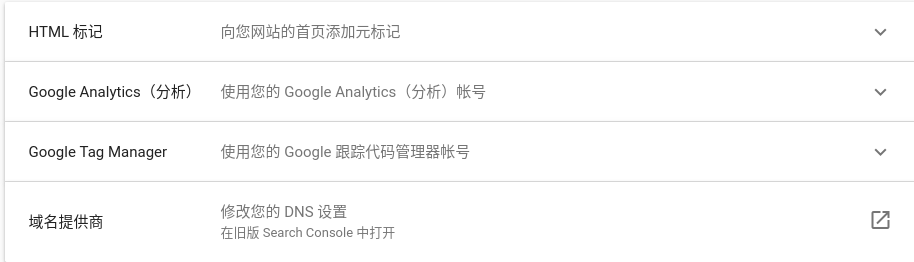 HTML 标记 向您网站的首页添加元标记
Google Analytics（分析） 使用您的 Google Analytics（分析）帐号
Google Tag Manager 使用您的 Google 跟踪代码管理器帐号
域名提供商 修改您的 DNS 设置
在旧版 Search Console 中打开